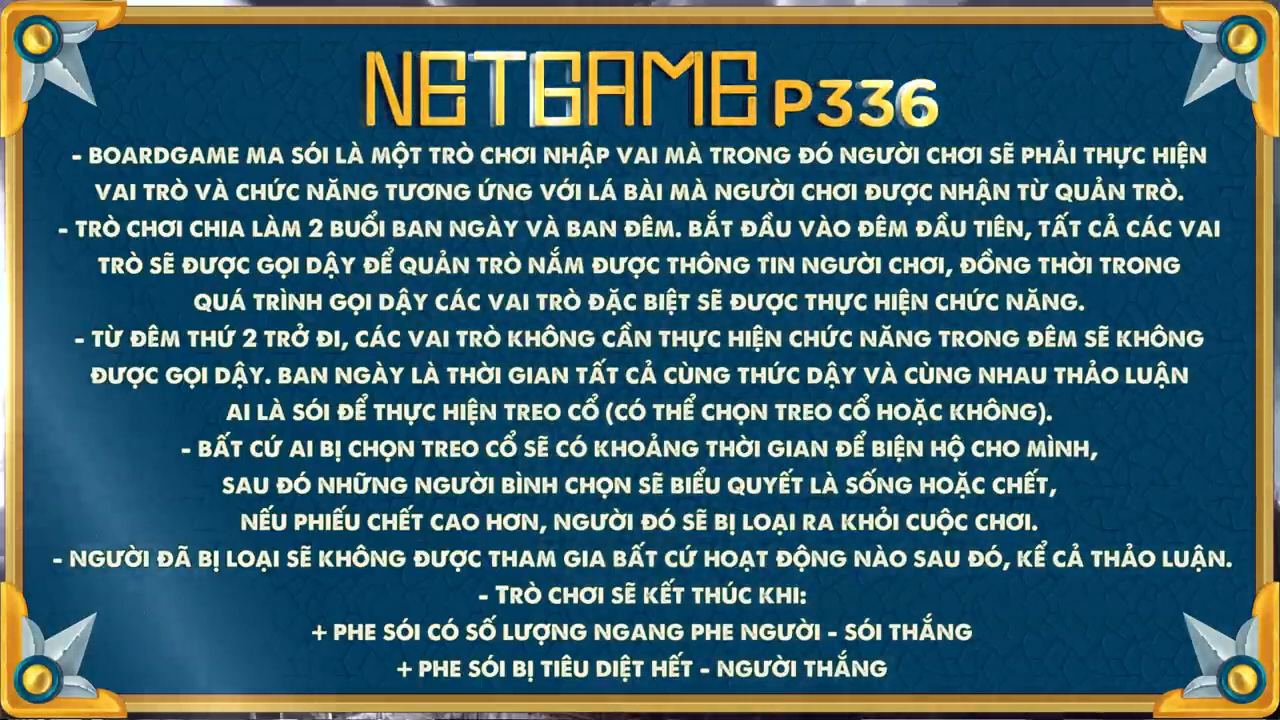 NETGAME P336
- BOARDGAME MA SÓI LÀ MỘT TRÒ CHƠI NHẬP VAI MÀ TRONG ĐÓ NGƯỜI CHƠI SẼ PHẢI THỰC HIỆN
VAI TRÒ VÀ CHỨC NĂNG TƯƠNG ỨNG VỚI LÁ BÀI MÀ NGƯỜI CHƠI ĐƯỢC NHẬN TỪ QUẢN TRÒ.
- TRÒ CHƠI CHIA LÀM 2 BUỔI BAN NGÀY VÀ BAN ĐÊM. BẮT ĐẦU VÀO ĐÊM ĐẦU TIÊN, TẤT CẢ CÁC VAI
TRÒ SẼ ĐƯỢC GỌI DẬY ĐỂ QUẢN TRÒ NẮM ĐƯỢC THÔNG TIN NGƯỜI CHƠI, ĐỒNG THỜI TRONG
QUÁ TRÌNH GỌI DẬY CÁC VAI TRÒ ĐẶC BIỆT SẼ ĐƯỢC THỰC HIỆN CHỨC NĂNG.
- TỪ ĐÊM THỨ 2 TRỞ ĐI, CÁC VAI TRÒ KHÔNG CẦN THỰC HIỆN CHỨC NĂNG TRONG ĐÊM SẼ KHÔNG
ĐƯỢC GỌI DẬY. BAN NGÀY LÀ THỜI GIAN TẤT CẢ CÙNG THỨC DẬY VÀ CÙNG NHAU THẢO LUẬN
AI LÀ SÓI ĐỂ THỰC HIỆN TREO CỔ (CÓ THỂ CHỌN TREO CỔ HOẶC KHÔNG).
- BẤT CỨ AI BỊ CHỌN TREO CỔ SẼ CÓ KHOẢNG THỜI GIAN ĐỂ BIỆN HỘ CHO MÌNH,
SAU ĐÓ NHỮNG NGƯỜI BÌNH CHỌN SẼ BIỂU QUYẾT LÀ SỐNG HOẶC CHẾT,
NẾU PHIẾU CHẾT CAO HƠN, NGƯỜI ĐÓ SẼ BỊ LOẠI RA KHỎI CUỘC CHƠI.
- NGƯỜI ĐÃ BỊ LOẠI SẼ KHÔNG ĐƯỢC THAM GIA BẤT CỨ HOẠT ĐỘNG NÀO SAU ĐÓ, KỂ CẢ THẢO LUẬN.
- TRÒ CHƠI SẼ KẾT THÚC KHI:
+ PHE SÓI CÓ SỐ LƯỢNG NGANG PHE NGƯỜI - SÓI THẮNG
+ PHE SÓI BỊ TIÊU DIỆT HẾT - NGƯỜI THẮNG